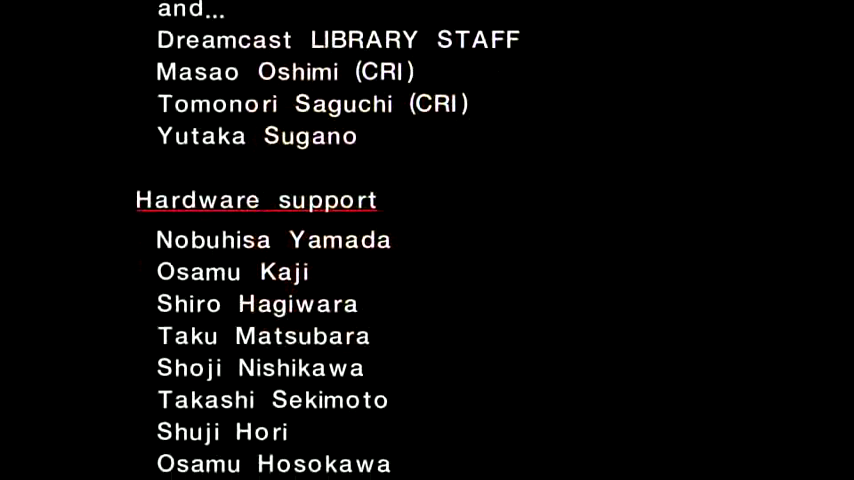 and...
Dreamcast LIBRARY STAFF
Masao Oshimi (CRI)
Tomonori Saguchi (CRI)
Yutaka Sugano
Hardware support
Nobuhisa Yamada
Osamu Kaji
Shiro Hagiwara
Taku Matsubara
Shoji Nishikawa
Takashi Sekimoto
Shuji Hori
Osamu Hosokawa